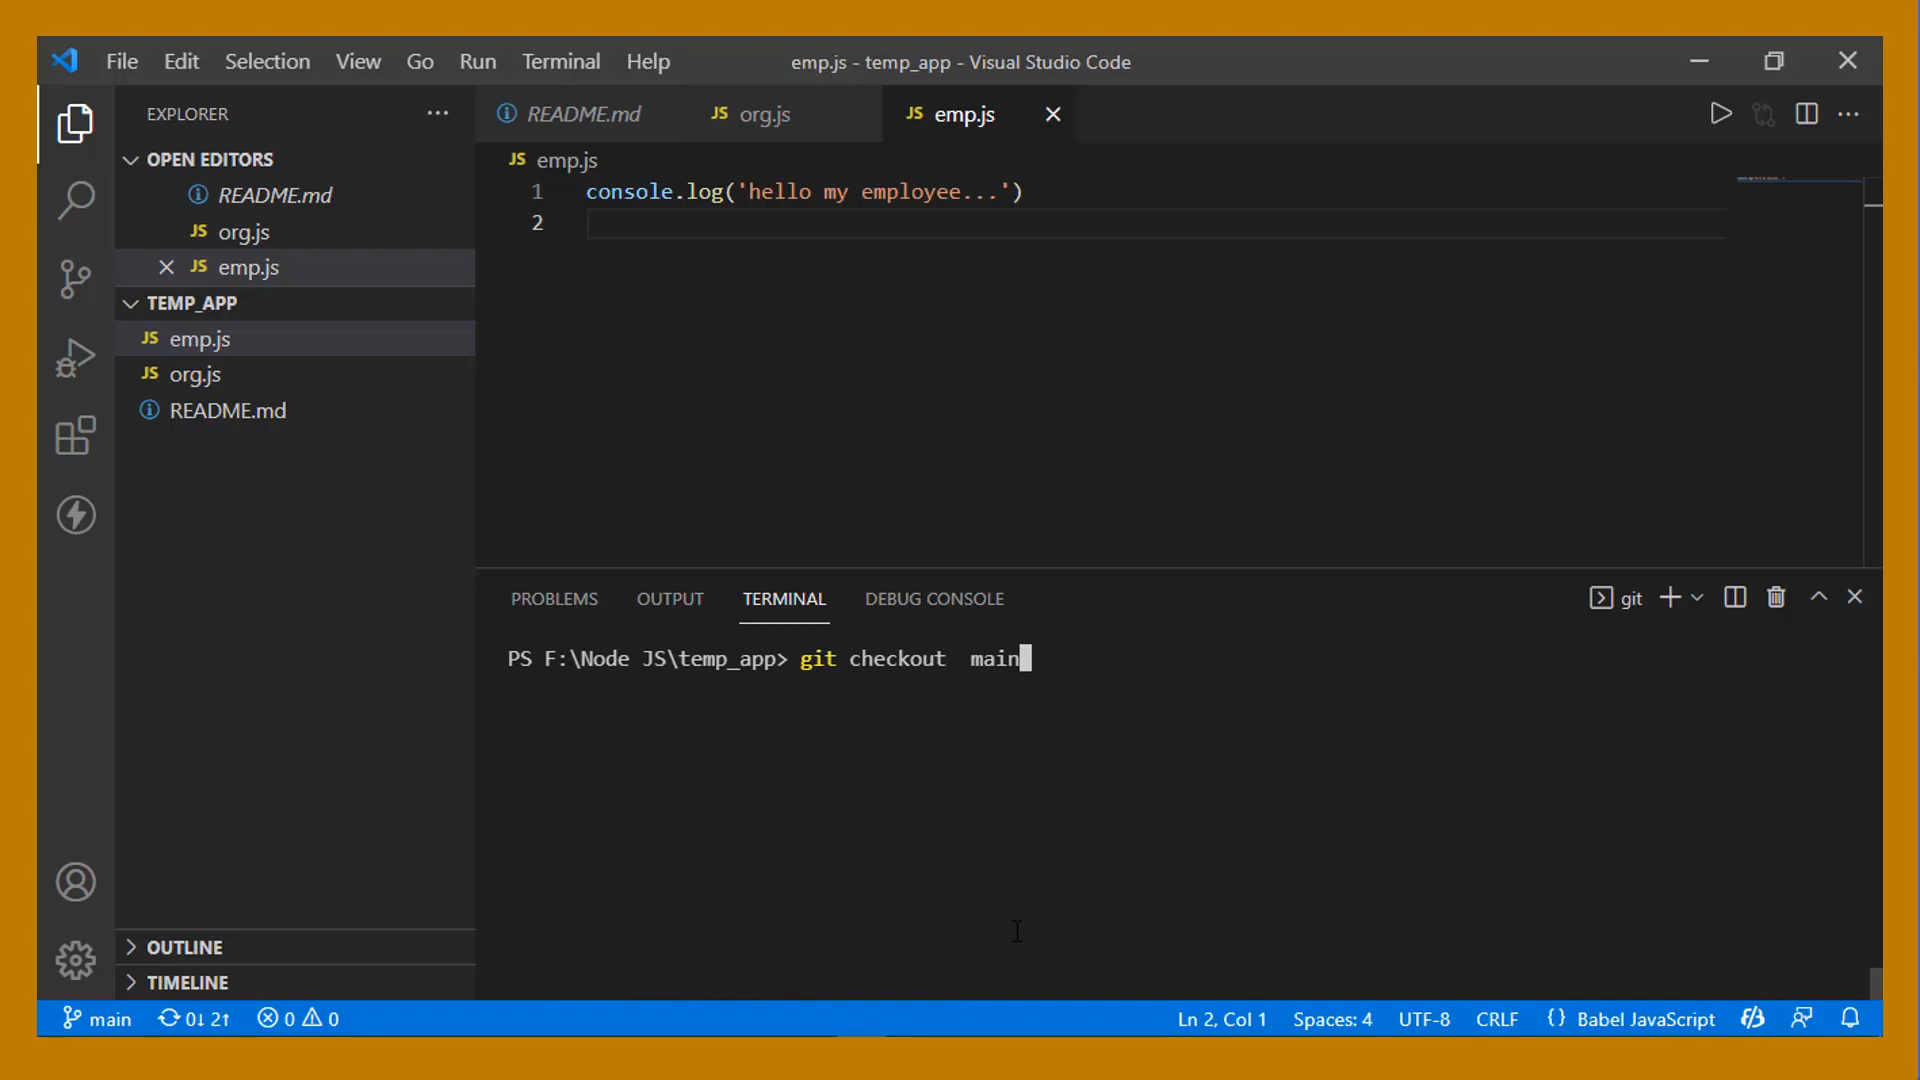 File Edit Selection View Go Run Terminal Help
emp.js - temp_app - Visual Studio Code
EXPLORER
README.md
JS org.js
JS emp.js
OPEN EDITORS
README.md
JS org.js
JS emp.js
TEMP_APP
JS emp.js
JS org.js
README.md
OUTLINE
TIMELINE
JS emp.js
1 console.log('hello my employee...')
2
PROBLEMS OUTPUT TERMINAL DEBUG CONSOLE
git
PS F:\Node JS\temp_app> git checkout  main
main 0↓ 2↑ 0 0
Ln 2, Col 1 Spaces: 4 UTF-8 CRLF {} Babel JavaScript